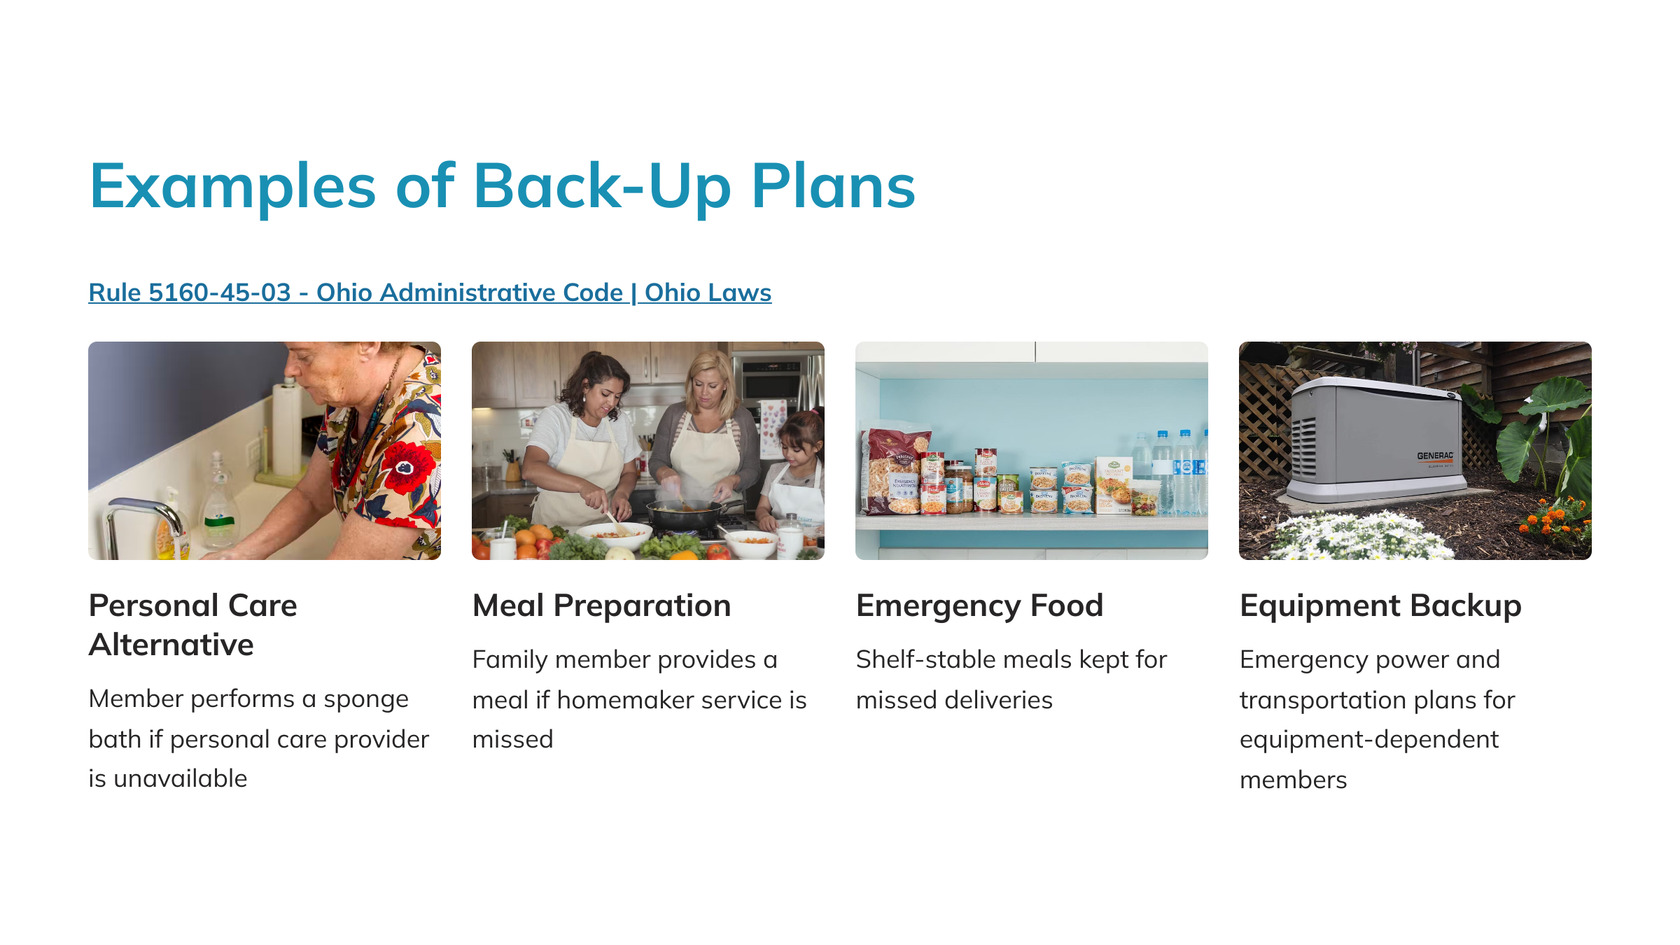 Examples of Back-Up Plans
Rule 5160-45-03 - Ohio Administrative Code | Ohio Laws
GENERAC
Personal Care
Alternative
Member performs a sponge
bath if personal care provider
is unavailable
Meal Preparation
Family member provides a
meal if homemaker service is
missed
Emergency Food
Shelf-stable meals kept for
missed deliveries
Equipment Backup
Emergency power and
transportation plans for
equipment-dependent
members